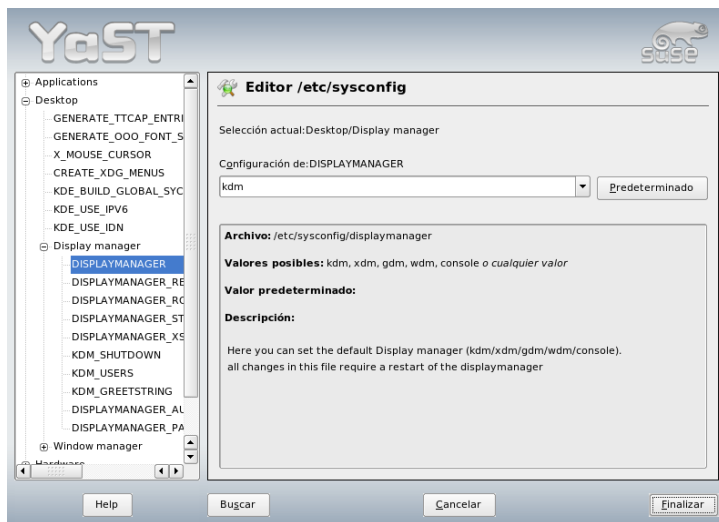 YaST
suse
Applications
Desktop
GENERATE_TTCAP_ENTRI
GENERATE_OOO_FONT_S
X_MOUSE_CURSOR
CREATE_XDG_MENUS
KDE_BUILD_GLOBAL_SYC
KDE_USE_IPV6
KDE_USE_IDN
Display manager
DISPLAYMANAGER
DISPLAYMANAGER_RE
DISPLAYMANAGER_RO
DISPLAYMANAGER_ST
DISPLAYMANAGER_XS
KDM_SHUTDOWN
KDM_USERS
KDM_GREETSTRING
DISPLAYMANAGER_AU
DISPLAYMANAGER_PA
Window manager
Hardware
Editor /etc/sysconfig
Selección actual:Desktop/Display manager
Configuración de:DISPLAYMANAGER
kdm
Predeterminado
Archivo: /etc/sysconfig/displaymanager
Valores posibles: kdm, xdm, gdm, wdm, console o cualquier valor
Valor predeterminado:
Descripción:
Here you can set the default Display manager (kdm/xdm/gdm/wdm/console).
all changes in this file require a restart of the displaymanager
Help
Buscar
Cancelar
Finalizar